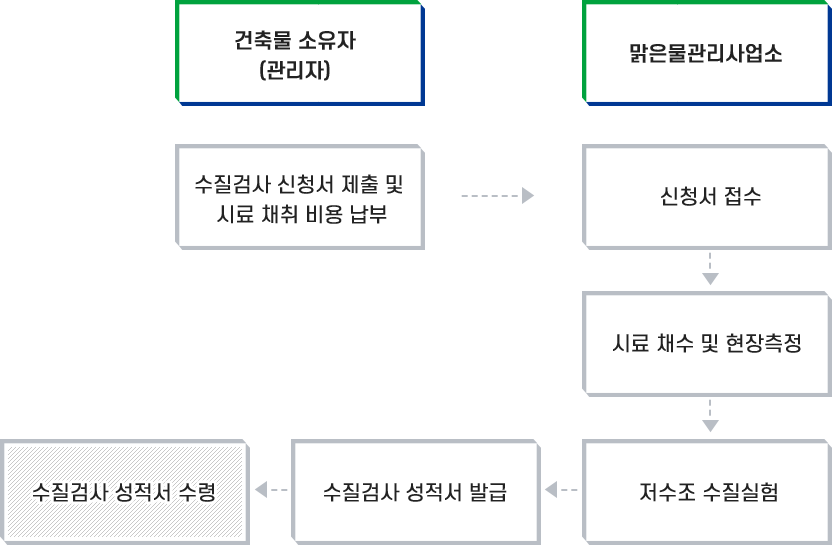 건축물 소유자
(관리자)
맑은물관리사업소
수질검사 신청서 제출 및
시료 채취 비용 납부
신청서 접수
시료 채수 및 현장측정
수질검사 성적서 수령
수질검사 성적서 발급
저수조 수질실험